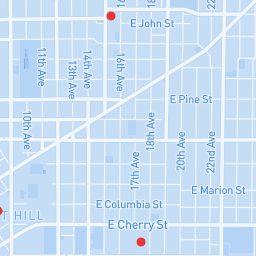 E John St
11th Ave
13th Ave
14th Ave
16th Ave
E Pine St
10th Ave
17th Ave
18th Ave
20th Ave
22nd Ave
E Marion St
E Columbia St
T HILL
E Cherry St